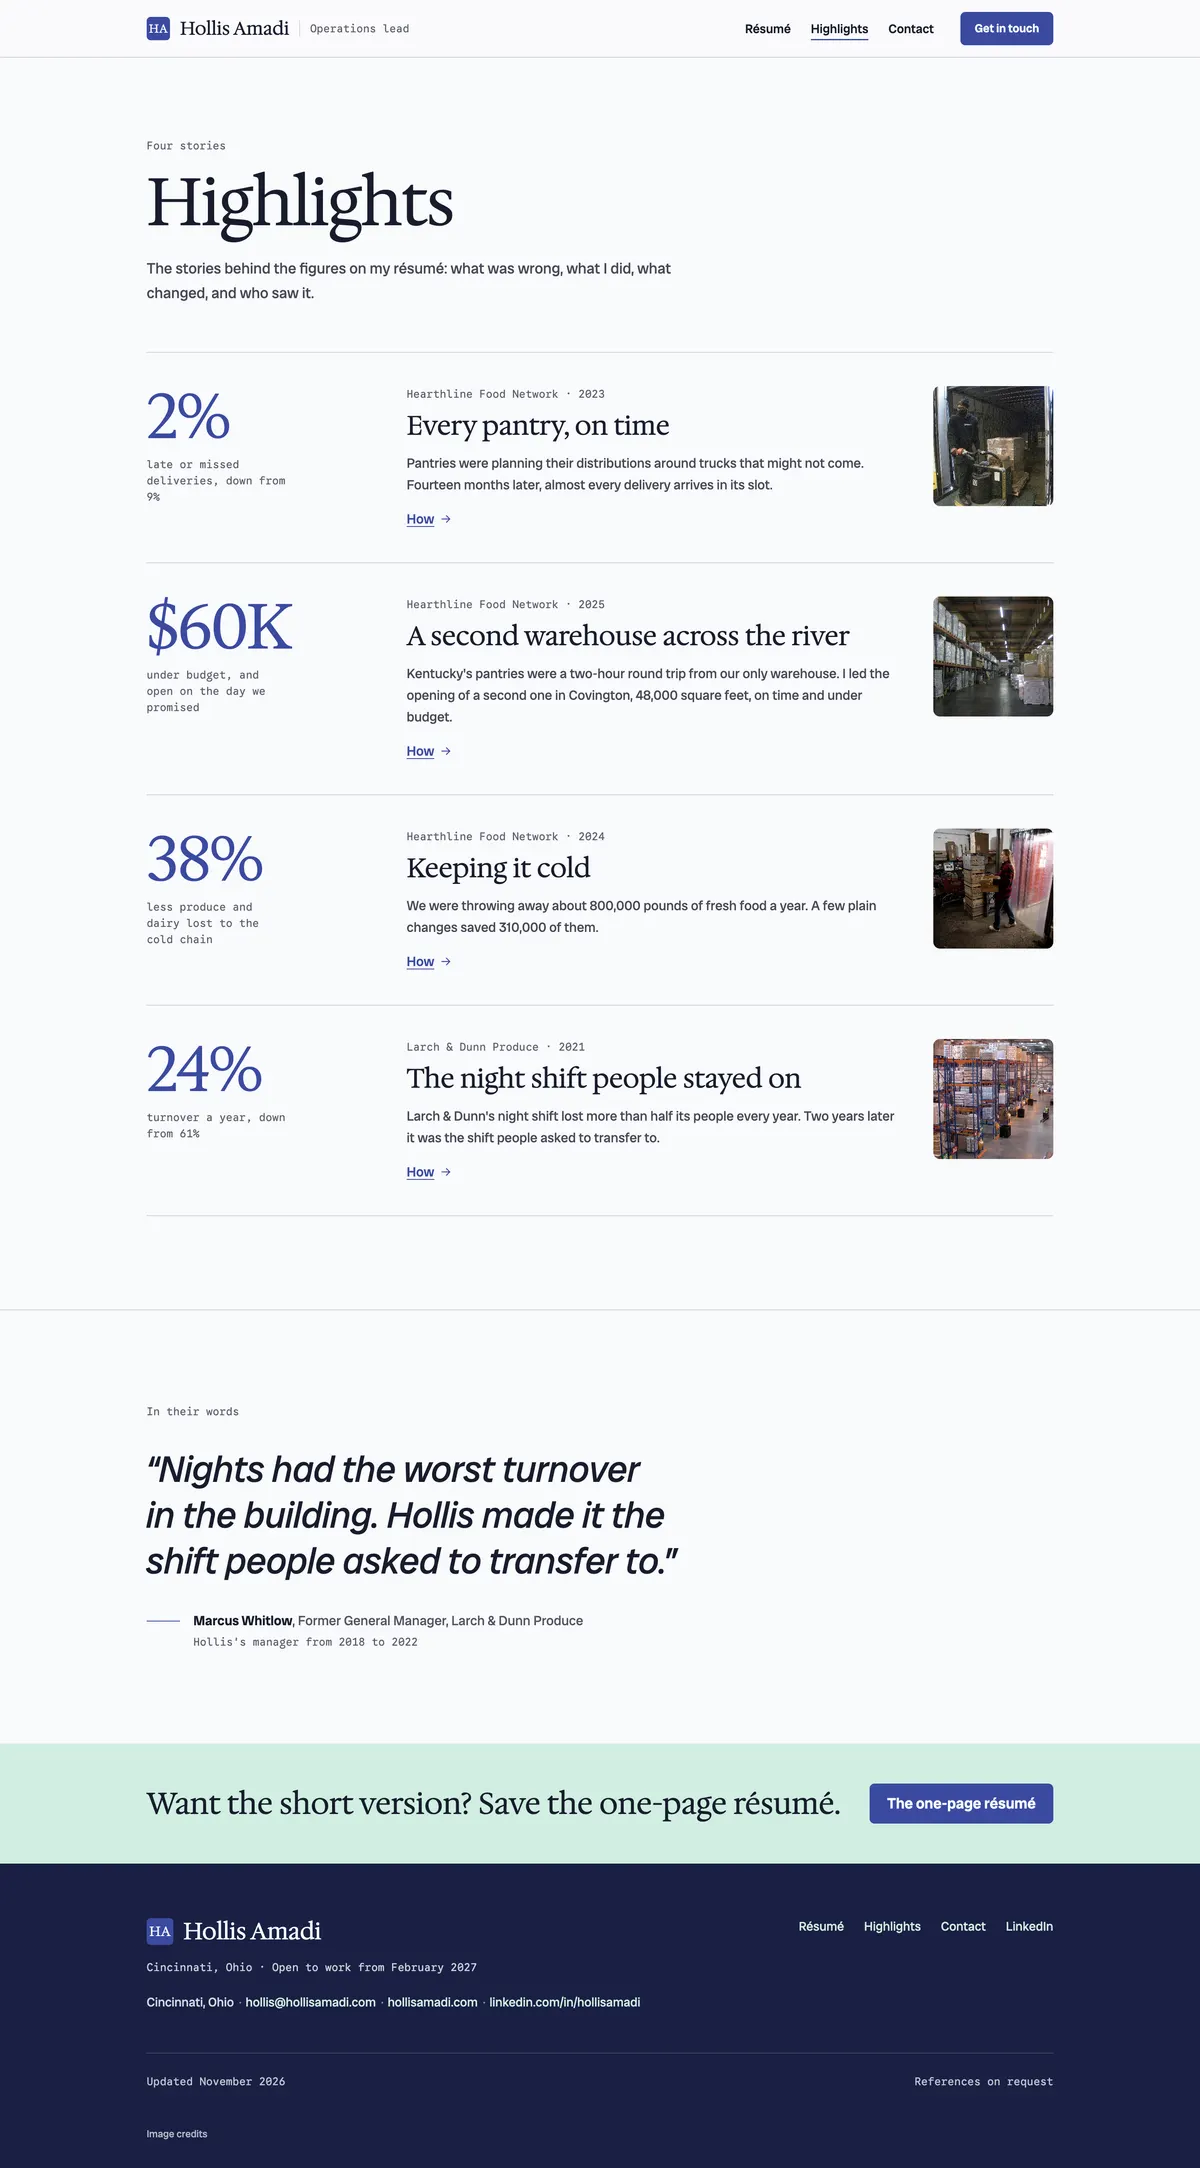 HA Hollis Amadi Operations lead Résumé Highlights Contact Get in touch
Four stories
Highlights
The stories behind the figures on my résumé: what was wrong, what I did, what
changed, and who saw it.
2%
late or missed
deliveries, down from
9%
Hearthline Food Network · 2023
Every pantry, on time
Pantries were planning their distributions around trucks that might not come.
Fourteen months later, almost every delivery arrives in its slot.
How →
$60K
under budget, and
open on the day we
promised
Hearthline Food Network · 2025
A second warehouse across the river
Kentucky's pantries were a two-hour round trip from our only warehouse. I led the
opening of a second one in Covington, 48,000 square feet, on time and under
budget.
How →
38%
less produce and
dairy lost to the
cold chain
Hearthline Food Network · 2024
Keeping it cold
We were throwing away about 800,000 pounds of fresh food a year. A few plain
changes saved 310,000 of them.
How →
24%
turnover a year, down
from 61%
Larch & Dunn Produce · 2021
The night shift people stayed on
Larch & Dunn's night shift lost more than half its people every year. Two years later
it was the shift people asked to transfer to.
How →
In their words
“Nights had the worst turnover
in the building. Hollis made it the
shift people asked to transfer to.”
Marcus Whitlow, Former General Manager, Larch & Dunn Produce
Hollis's manager from 2018 to 2022
Want the short version? Save the one-page résumé. The one-page résumé
HA Hollis Amadi
Résumé Highlights Contact LinkedIn
Cincinnati, Ohio · Open to work from February 2027
Cincinnati, Ohio · hollis@hollisamadi.com · hollisamadi.com · linkedin.com/in/hollisamadi
Updated November 2026 References on request
Image credits